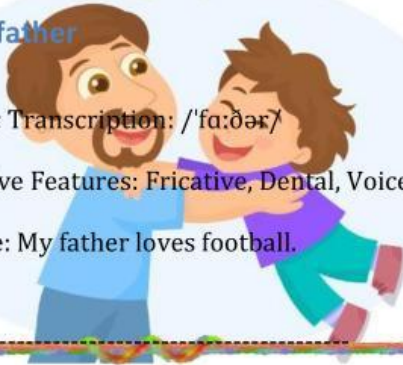 father
Transcription: /ˈfɑːðər/
ve Features: Fricative, Dental, Voice
e: My father loves football.